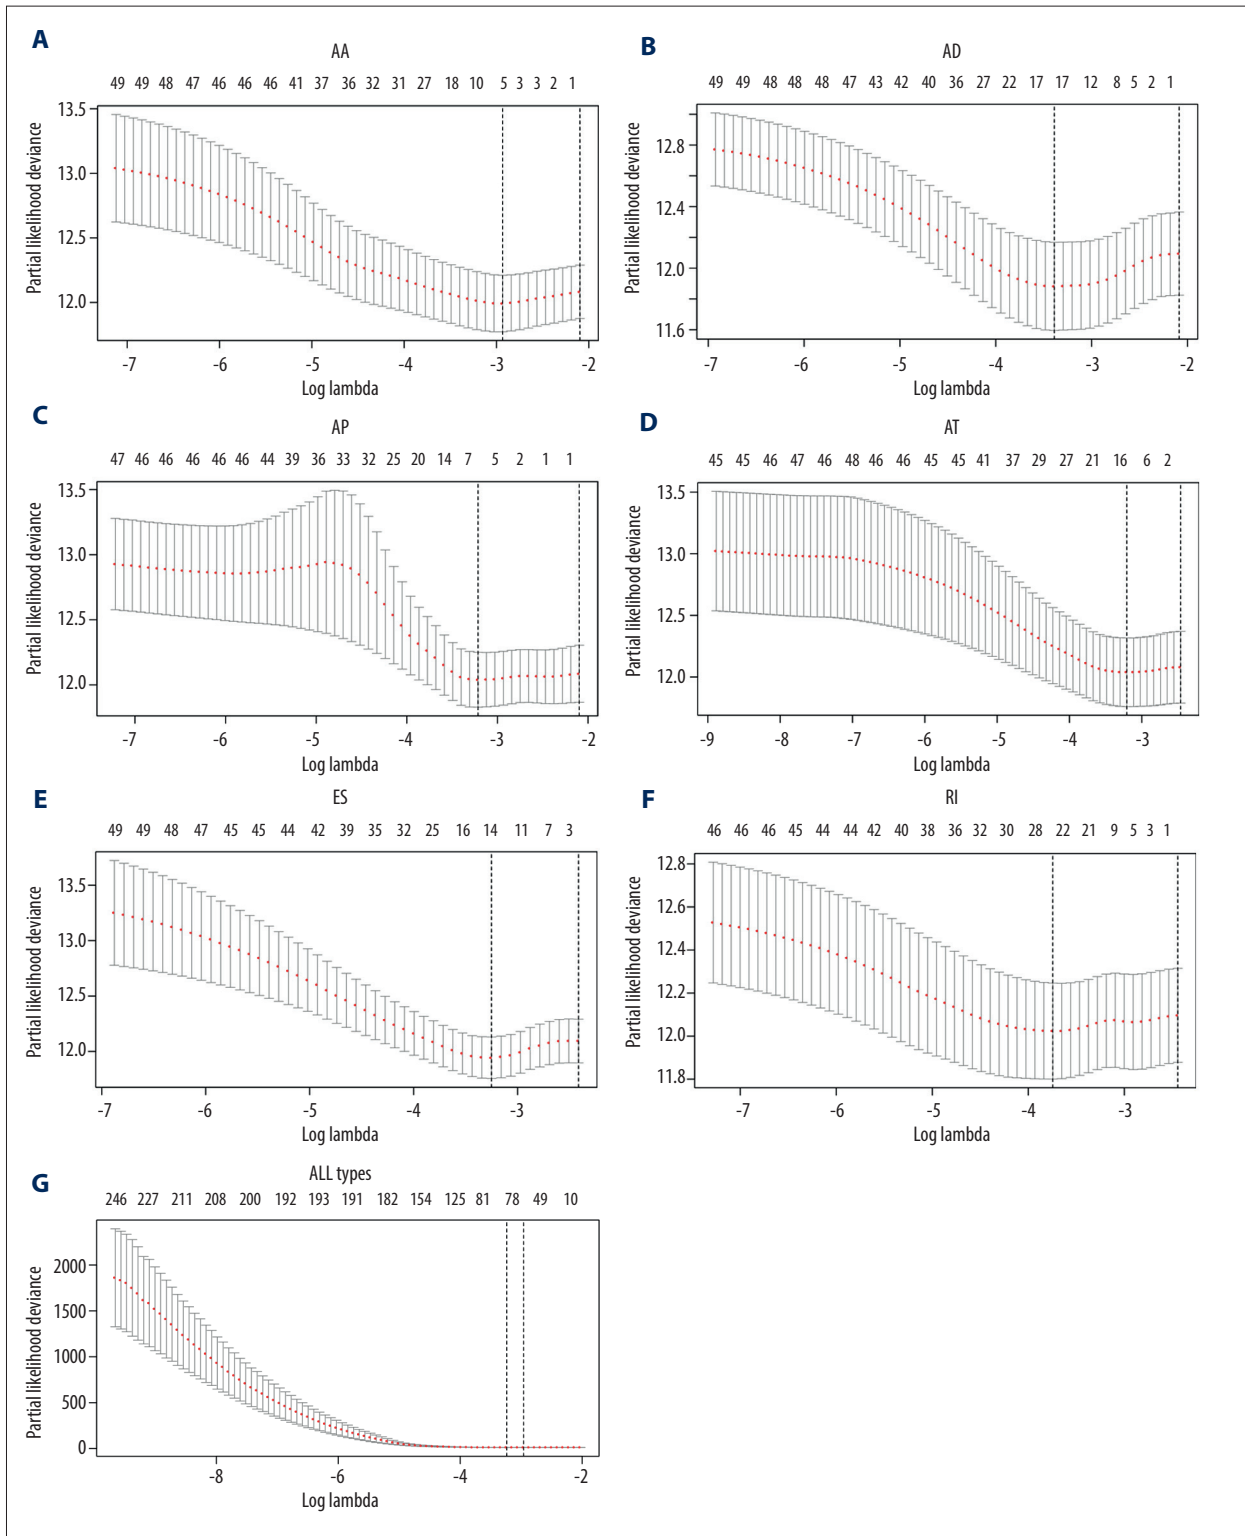 A
AA
49 49 48 47 46 46 46 41 37 36 32 31 27 18 10 5 3 3 2 1
13.5
13.0
12.5
12.0
Partial likelihood deviance
-7 -6 -5 -4 -3 -2
Log lambda
B
AD
49 49 48 48 48 47 43 42 40 36 27 22 17 17 12 8 5 2 1
12.8
12.4
12.0
11.6
Partial likelihood deviance
-7 -6 -5 -4 -3 -2
Log lambda
C
AP
47 46 46 46 46 46 44 39 36 33 32 25 20 14 7 5 2 1 1
13.5
13.0
12.5
12.0
Partial likelihood deviance
-7 -6 -5 -4 -3 -2
Log lambda
D
AT
45 45 46 47 46 48 46 46 45 45 41 37 29 27 21 16 6 2
13.5
13.0
12.5
12.0
Partial likelihood deviance
-9 -8 -7 -6 -5 -4 -3
Log lambda
E
ES
49 49 48 47 45 45 44 42 39 35 32 25 16 14 11 7 3
13.5
13.0
12.5
12.0
Partial likelihood deviance
-7 -6 -5 -4 -3
Log lambda
F
RI
46 46 46 45 44 44 42 40 38 36 32 30 28 22 21 9 5 3 1
12.8
12.6
12.4
12.2
12.0
11.8
Partial likelihood deviance
-7 -6 -5 -4 -3
Log lambda
G
ALL types
246 227 211 208 200 192 193 191 182 154 125 81 78 49 10
2000
1500
1000
500
0
Partial likelihood deviance
-8 -6 -4 -2
Log lambda